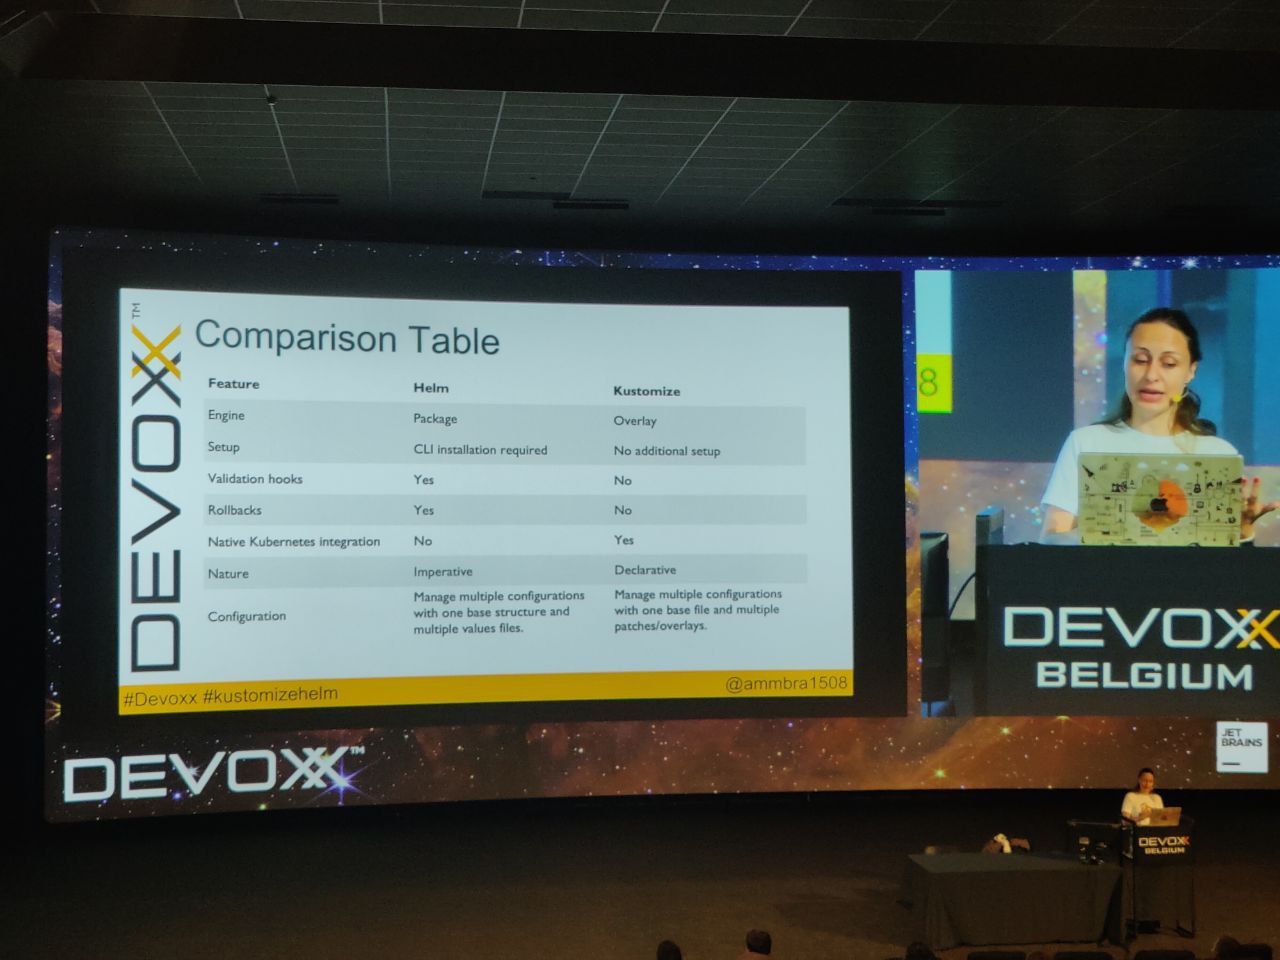 DEVOXX™
Comparison Table
Feature Helm Kustomize
Engine Package Overlay
Setup CLI installation required No additional setup
Validation hooks Yes No
Rollbacks Yes No
Native Kubernetes integration No Yes
Nature Imperative Declarative
Configuration
Manage multiple configurations
with one base structure and
multiple values files.
Manage multiple configurations
with one base file and multiple
patches/overlays.
#Devoxx #kustomizehelm @ammbra1508
8
DEVOXX
BELGIUM
DEVOXX™
JET
BRAINS
DEVOXX
BELGIUM